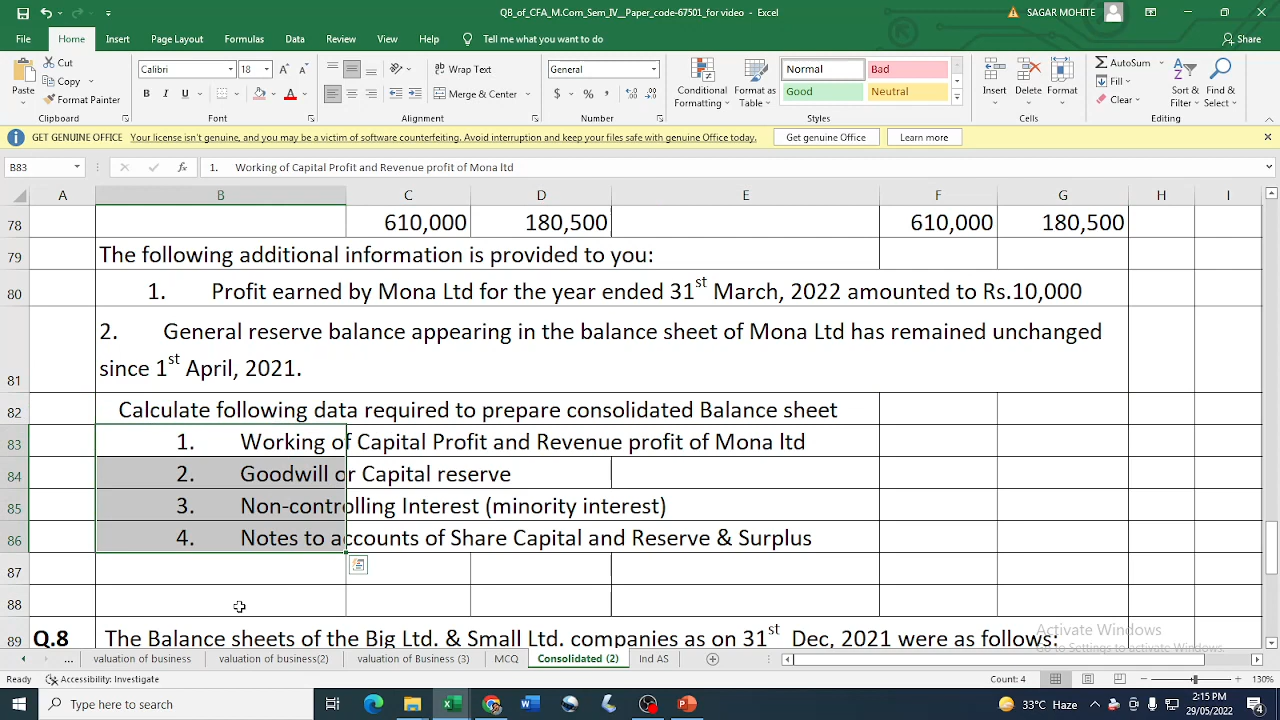 QB_of_CFA_M.Com_Sem_IV_ Paper_code-67501_for video - Excel
SAGAR MOHITE
File Home Insert Page Layout Formulas Data Review View Help Tell me what you want to do Share
Paste
Cut
Copy
Format Painter
Clipboard
Calibri 18
B I U
Font
Wrap Text
Merge & Center
Alignment
General
$ % ,
Number
Conditional Formatting
Format as Table
Normal Bad
Good Neutral
Styles
Insert Delete Format
Cells
AutoSum
Fill
Clear
Sort & Filter
Find & Select
Editing
GET GENUINE OFFICE Your license isn't genuine, and you may be a victim of software counterfeiting. Avoid interruption and keep your files safe with genuine Office today. Get genuine Office Learn more
B83 fx 1. Working of Capital Profit and Revenue profit of Mona ltd
A B C D E F G H I
78 610,000 180,500 610,000 180,500
79 The following additional information is provided to you:
80 1. Profit earned by Mona Ltd for the year ended 31st March, 2022 amounted to Rs.10,000
2. General reserve balance appearing in the balance sheet of Mona Ltd has remained unchanged
81 since 1st April, 2021.
82 Calculate following data required to prepare consolidated Balance sheet
83 1. Working of Capital Profit and Revenue profit of Mona ltd
84 2. Goodwill or Capital reserve
85 3. Non-controlling Interest (minority interest)
86 4. Notes to accounts of Share Capital and Reserve & Surplus
87
88
89 Q.8 The Balance sheets of the Big Ltd. & Small Ltd. companies as on 31st Dec, 2021 were as follows:
Activate Windows
Go to Settings to activate Windows.
... valuation of business valuation of business(2) MCQ Consolidated (2) Ind AS
Ready Accessibility: Investigate Count: 4 130%
Type here to search
33°C Haze
2:15 PM
29/05/2022